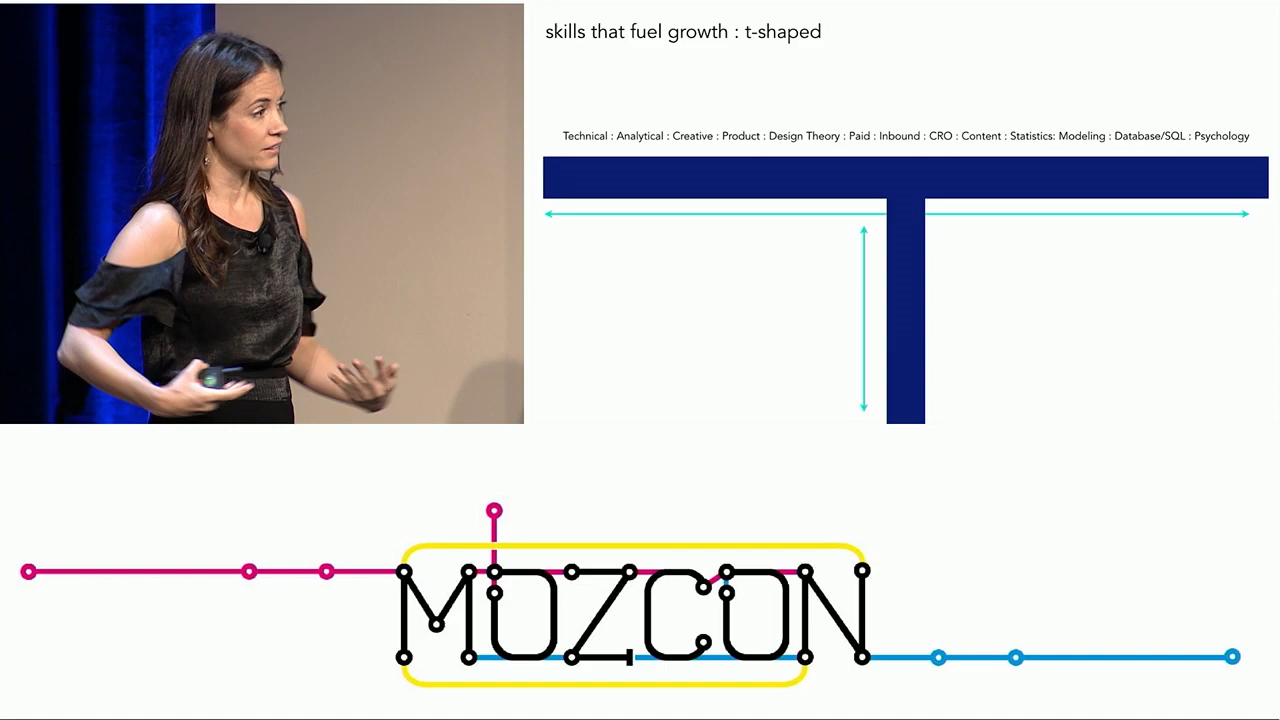 skills that fuel growth : t-shaped
Technical : Analytical : Creative : Product : Design Theory : Paid : Inbound : CRO : Content : Statistics: Modeling : Database/SQL : Psychology
MOZCON